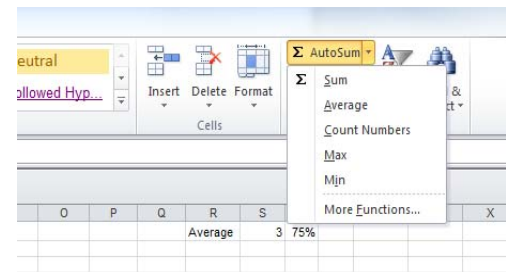 eutral
ollowed Hyp...
Insert Delete Format
Cells
Σ AutoSum
Σ Sum
Average
Count Numbers
Max
Min
More Functions...
&
ct
O P Q R S X
Average 3 75%